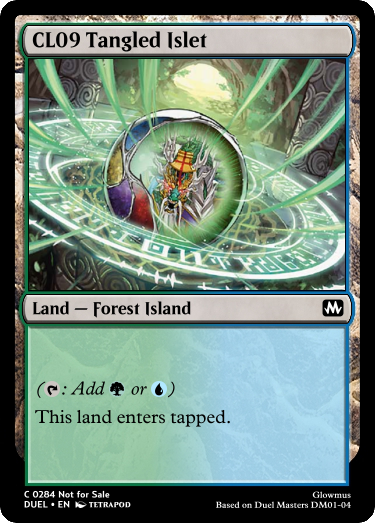 CL09 Tangled Islet
Land — Forest Island
(: Add or )
This land enters tapped.
C 0284 Not for Sale
Glowmus
DUEL • EN TETRAPOD
Based on Duel Masters DM01-04